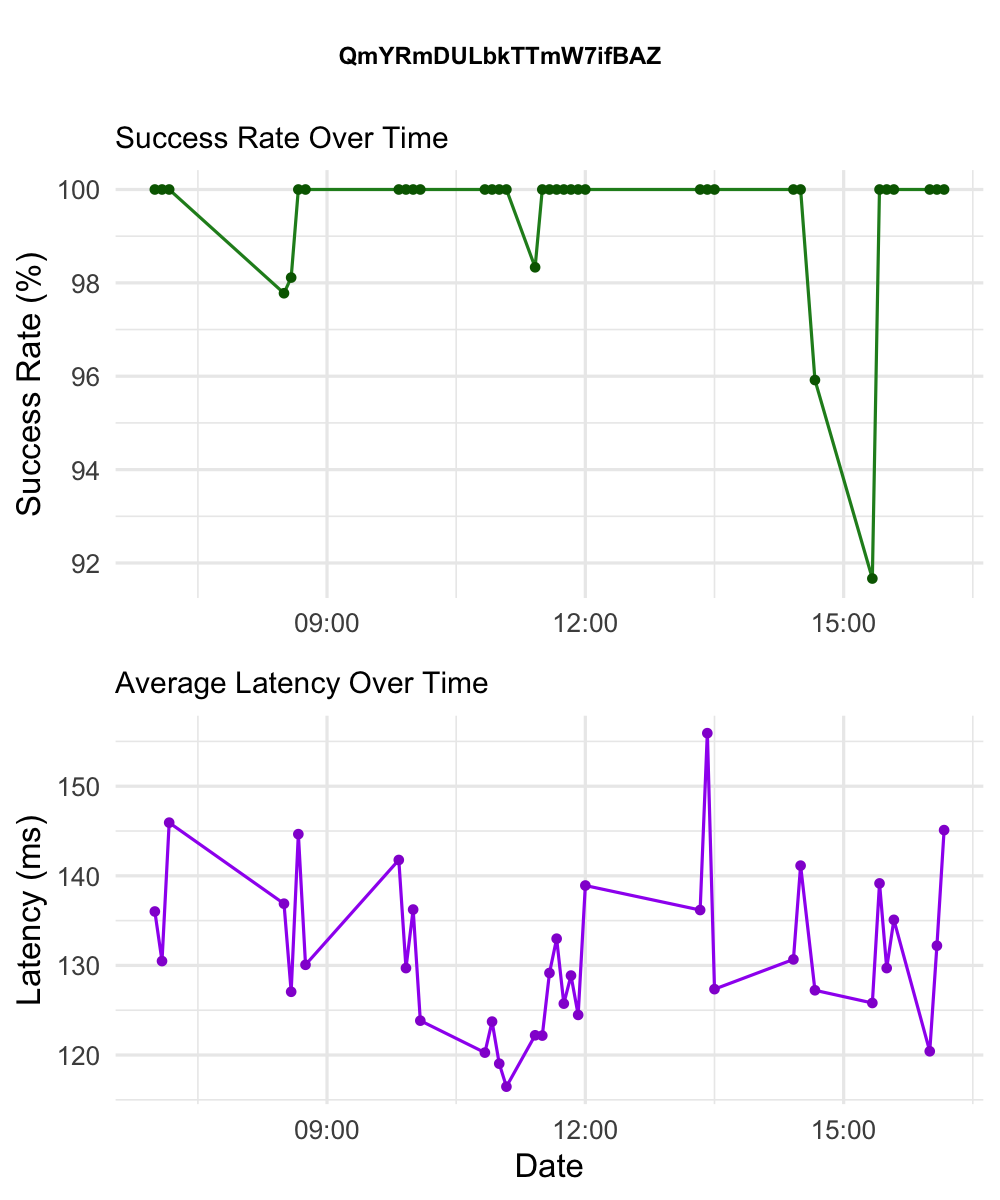 QmYRmDULbkTTmW7ifBAZ
Success Rate Over Time
Success Rate (%)
100
98
96
94
92
09:00 12:00 15:00
Average Latency Over Time
Latency (ms)
150
140
130
120
09:00 12:00 15:00
Date